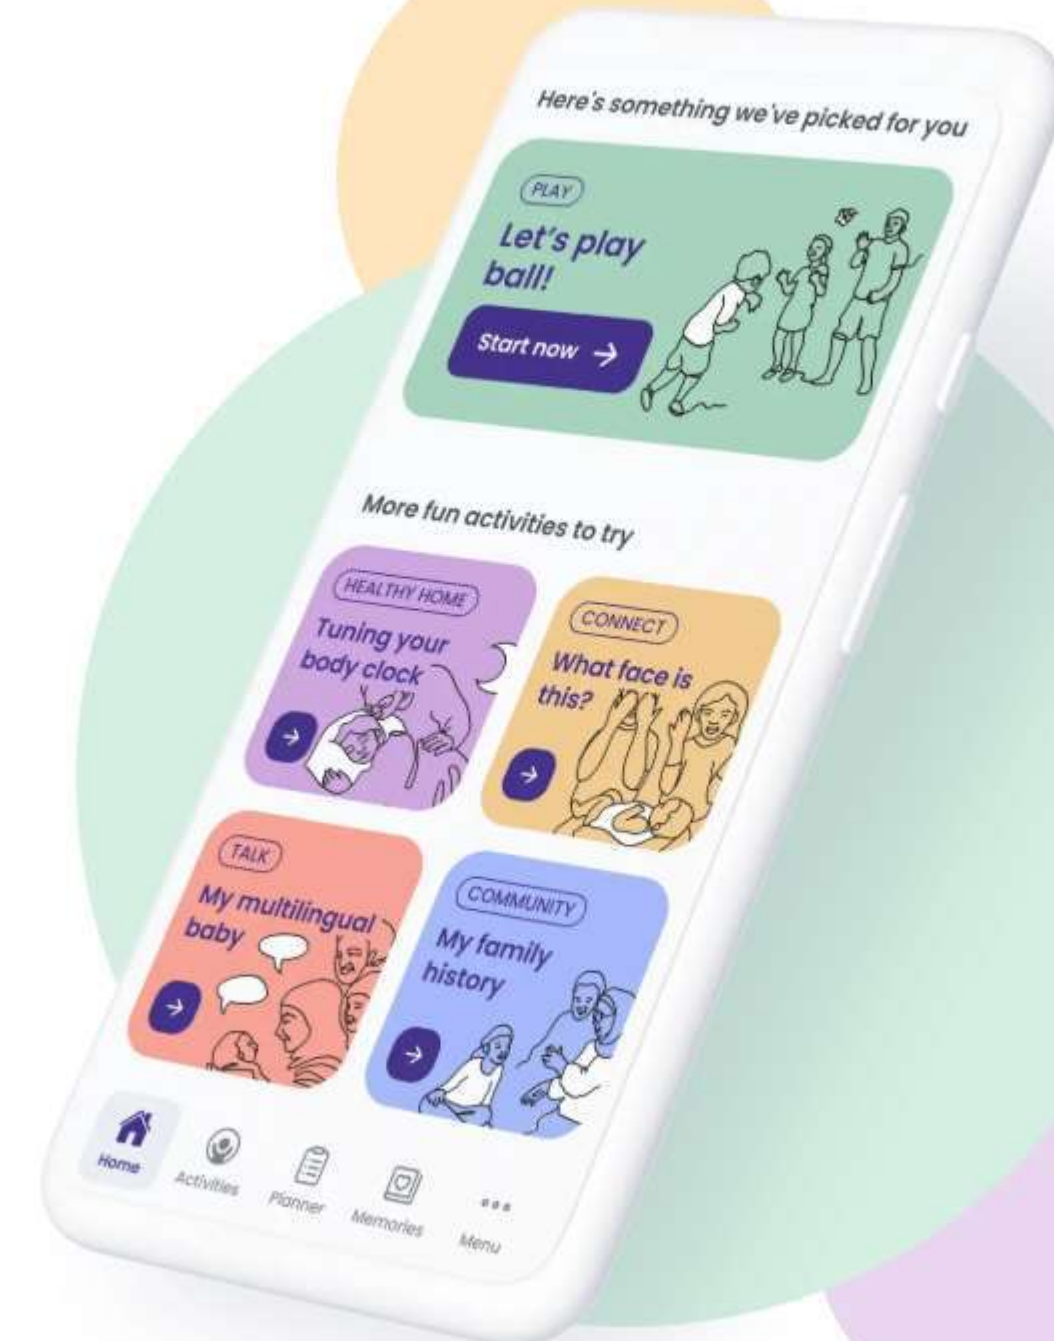 Here's something we've picked for you
PLAY
Let's play
ball!
Start now →
More fun activities to try
HEALTHY HOME
Tuning your
body clock
CONNECT
What face is
this?
TALK
My multilingual
baby
COMMUNITY
My family
history
Home
Activities
Planner
Memories
Menu